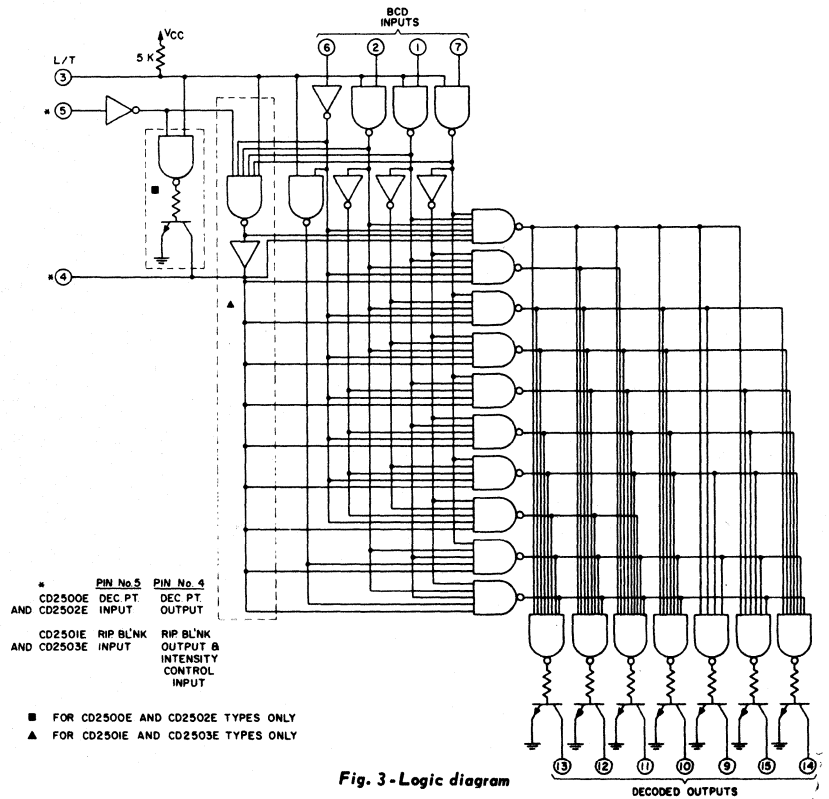 BCD
INPUTS
VCC
5 K
L/T
6 2 1 7
3
* 5
■
* 4
▲
* PIN No.5 PIN No. 4
CD2500E DEC. PT. DEC. PT.
AND CD2502E INPUT OUTPUT
CD2501E RIP. BL'NK RIP. BL'NK
AND CD2503E INPUT OUTPUT &
INTENSITY
CONTROL
INPUT
■ FOR CD2500E AND CD2502E TYPES ONLY
▲ FOR CD2501E AND CD2503E TYPES ONLY
13 12 11 10 9 15 14
DECODED OUTPUTS
Fig. 3-Logic diagram